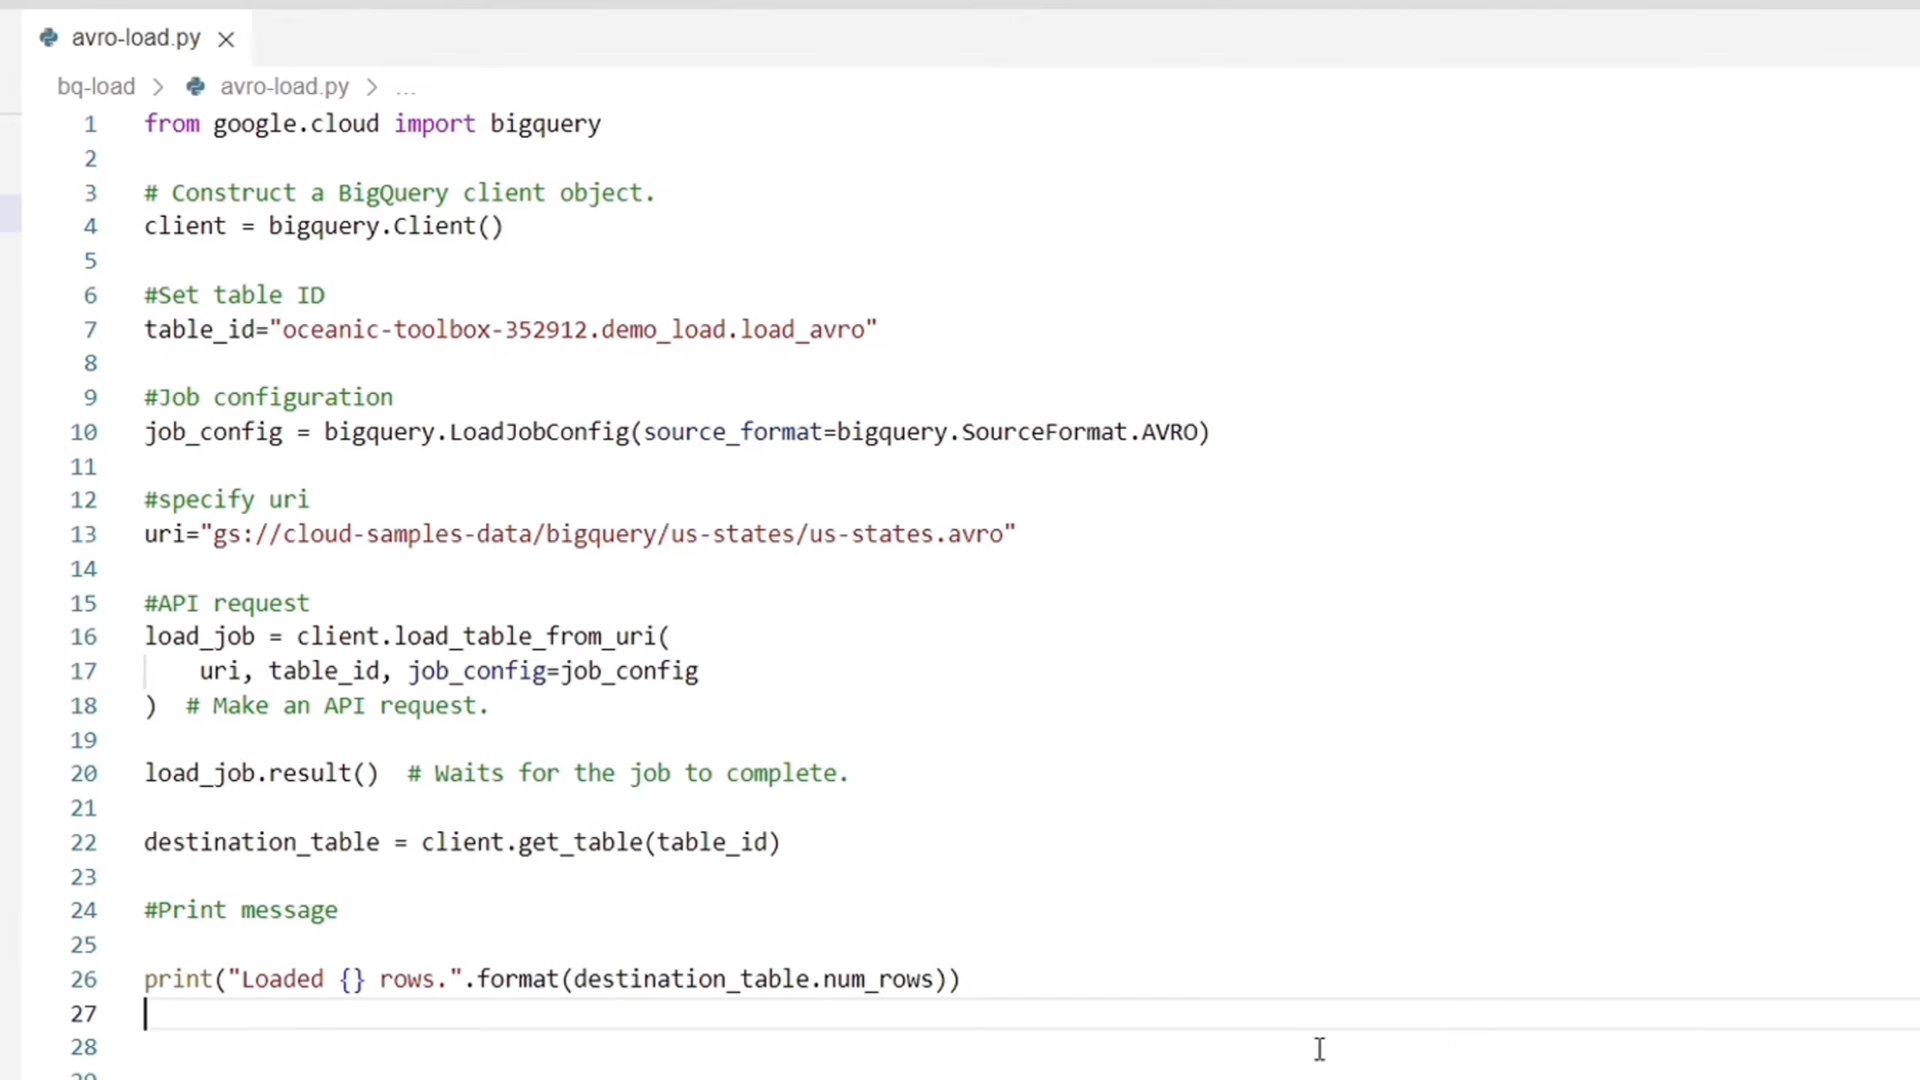 avro-load.py
bq-load > avro-load.py > ...
1 from google.cloud import bigquery
2
3 # Construct a BigQuery client object.
4 client = bigquery.Client()
5
6 #Set table ID
7 table_id="oceanic-toolbox-352912.demo_load.load_avro"
8
9 #Job configuration
10 job_config = bigquery.LoadJobConfig(source_format=bigquery.SourceFormat.AVRO)
11
12 #specify uri
13 uri="gs://cloud-samples-data/bigquery/us-states/us-states.avro"
14
15 #API request
16 load_job = client.load_table_from_uri(
17     uri, table_id, job_config=job_config
18 )  # Make an API request.
19
20 load_job.result()  # Waits for the job to complete.
21
22 destination_table = client.get_table(table_id)
23
24 #Print message
25
26 print("Loaded {} rows.".format(destination_table.num_rows))
27
28